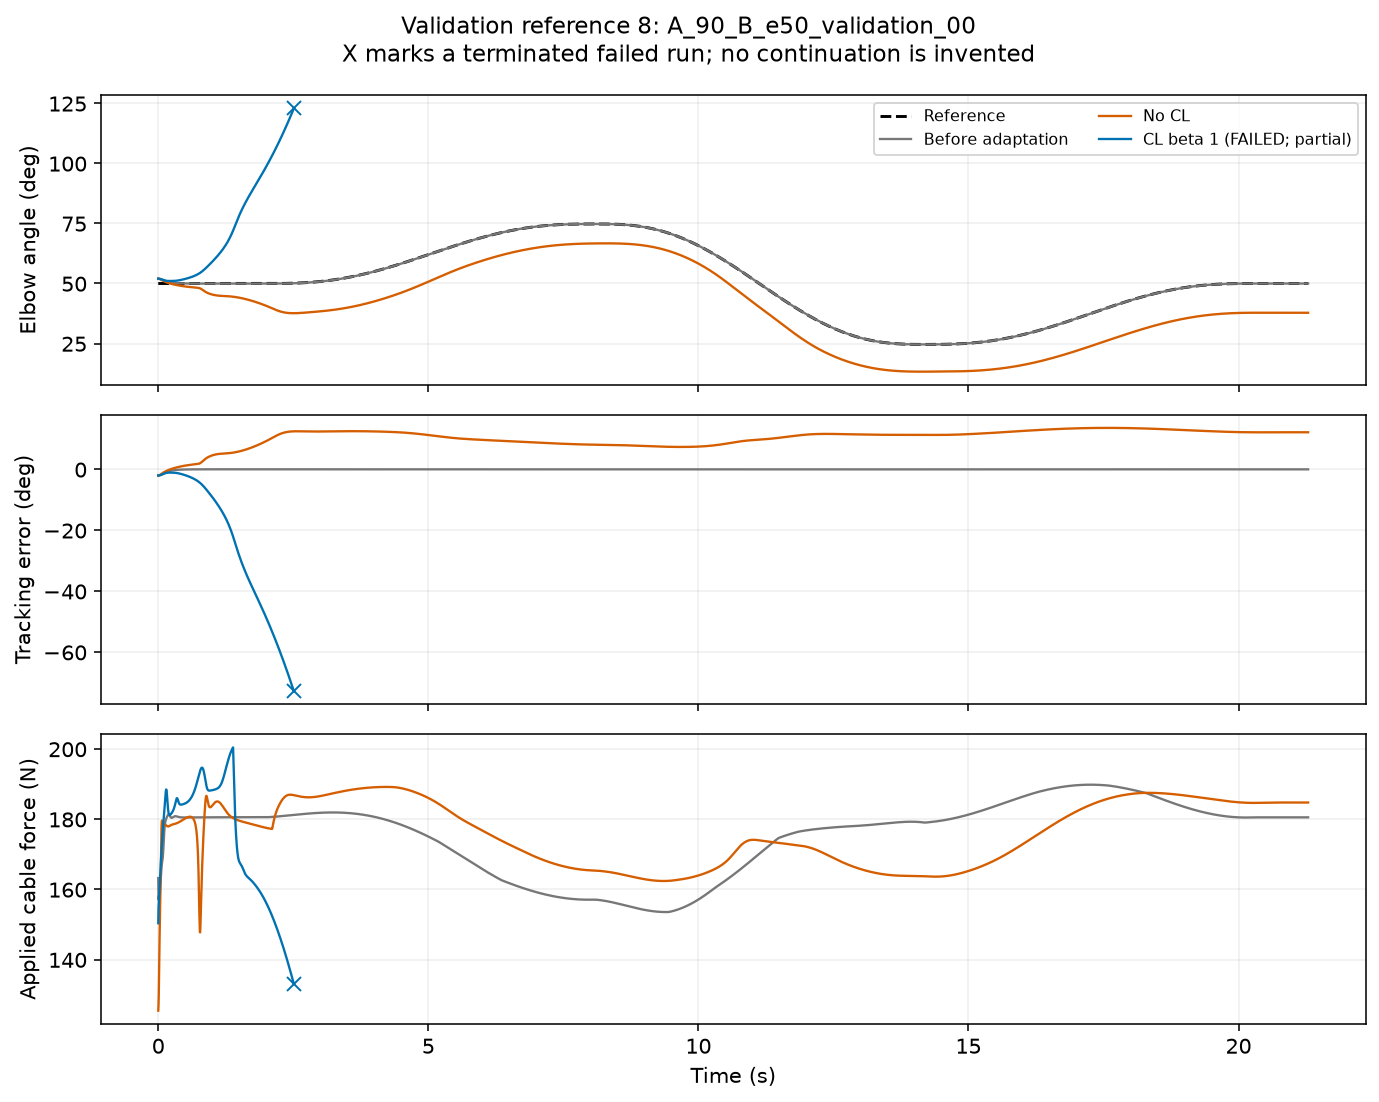 Validation reference 8: A_90_B_e50_validation_00
X marks a terminated failed run; no continuation is invented
Reference
Before adaptation
No CL
CL beta 1 (FAILED; partial)
Elbow angle (deg)
125
100
75
50
25
Tracking error (deg)
0
−20
−40
−60
Applied cable force (N)
200
180
160
140
0
5
10
15
20
Time (s)